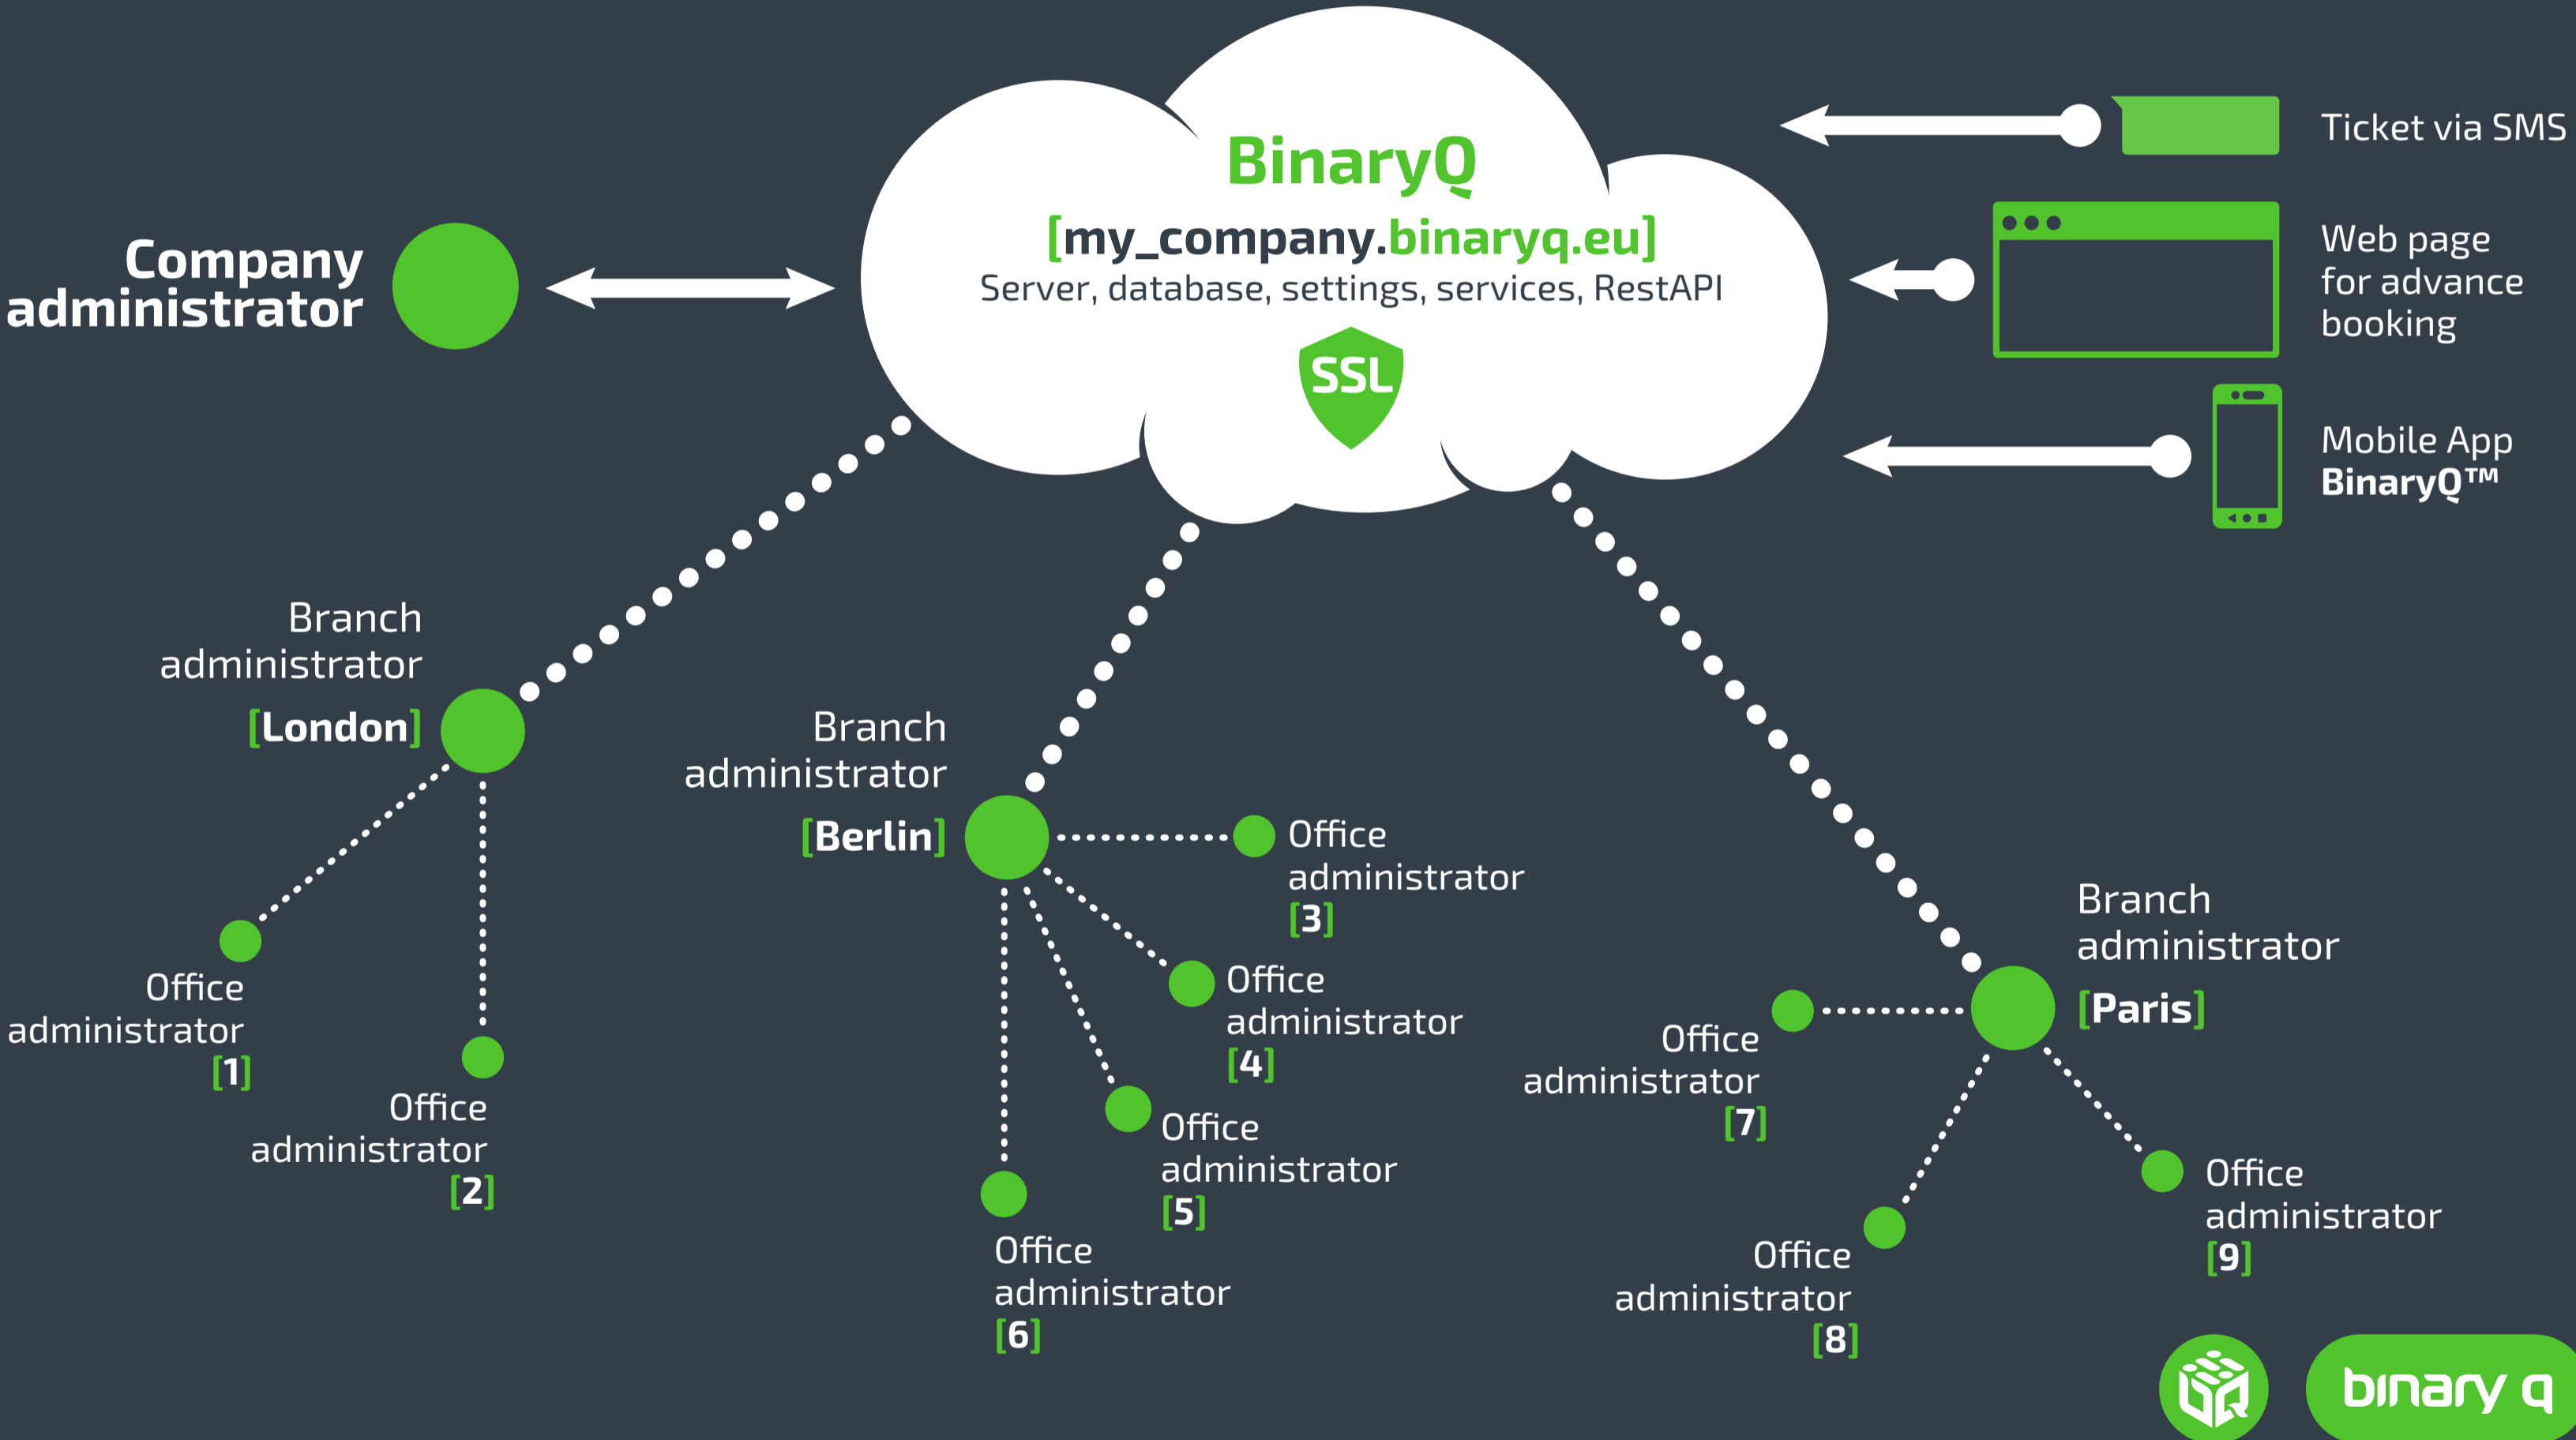 BinaryQ
[my_company.binaryq.eu]
Server, database, settings, services, RestAPI
SSL
Company
administrator
Ticket via SMS
Web page
for advance
booking
Mobile App
BinaryQ™
Branch
administrator
[London]
Office
administrator
[1]
Office
administrator
[2]
Branch
administrator
[Berlin]
Office
administrator
[3]
Office
administrator
[4]
Office
administrator
[5]
Office
administrator
[6]
Branch
administrator
[Paris]
Office
administrator
[7]
Office
administrator
[8]
Office
administrator
[9]
bQ
binary q